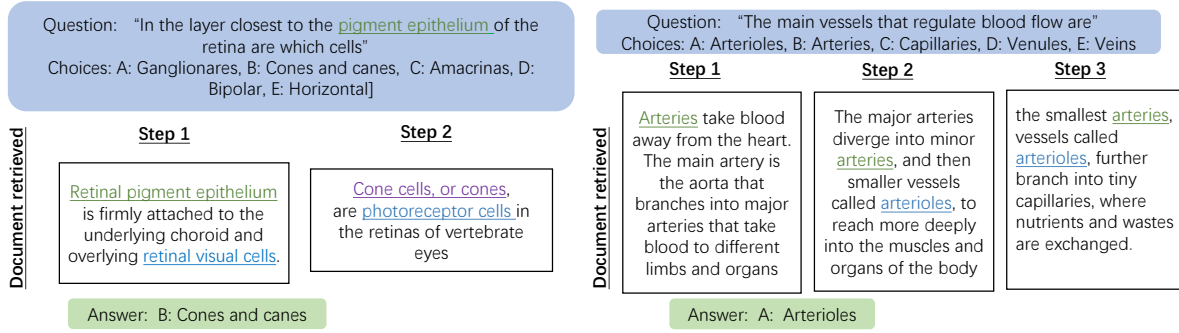 Question: “In the layer closest to the pigment epithelium of the
retina are which cells”
Choices: A: Ganglionares, B: Cones and canes, C: Amacrinas, D:
Bipolar, E: Horizontal]
Document retrieved
Step 1
Retinal pigment epithelium
is firmly attached to the
underlying choroid and
overlying retinal visual cells.
Step 2
Cone cells, or cones,
are photoreceptor cells in
the retinas of vertebrate
eyes
Answer: B: Cones and canes
Question: “The main vessels that regulate blood flow are”
Choices: A: Arterioles, B: Arteries, C: Capillaries, D: Venules, E: Veins
Document retrieved
Step 1
Arteries take blood
away from the heart.
The main artery is
the aorta that
branches into major
arteries that take
blood to different
limbs and organs
Step 2
The major arteries
diverge into minor
arteries, and then
smaller vessels
called arterioles, to
reach more deeply
into the muscles and
organs of the body
Step 3
the smallest arteries,
vessels called
arterioles, further
branch into tiny
capillaries, where
nutrients and wastes
are exchanged.
Answer: A: Arterioles